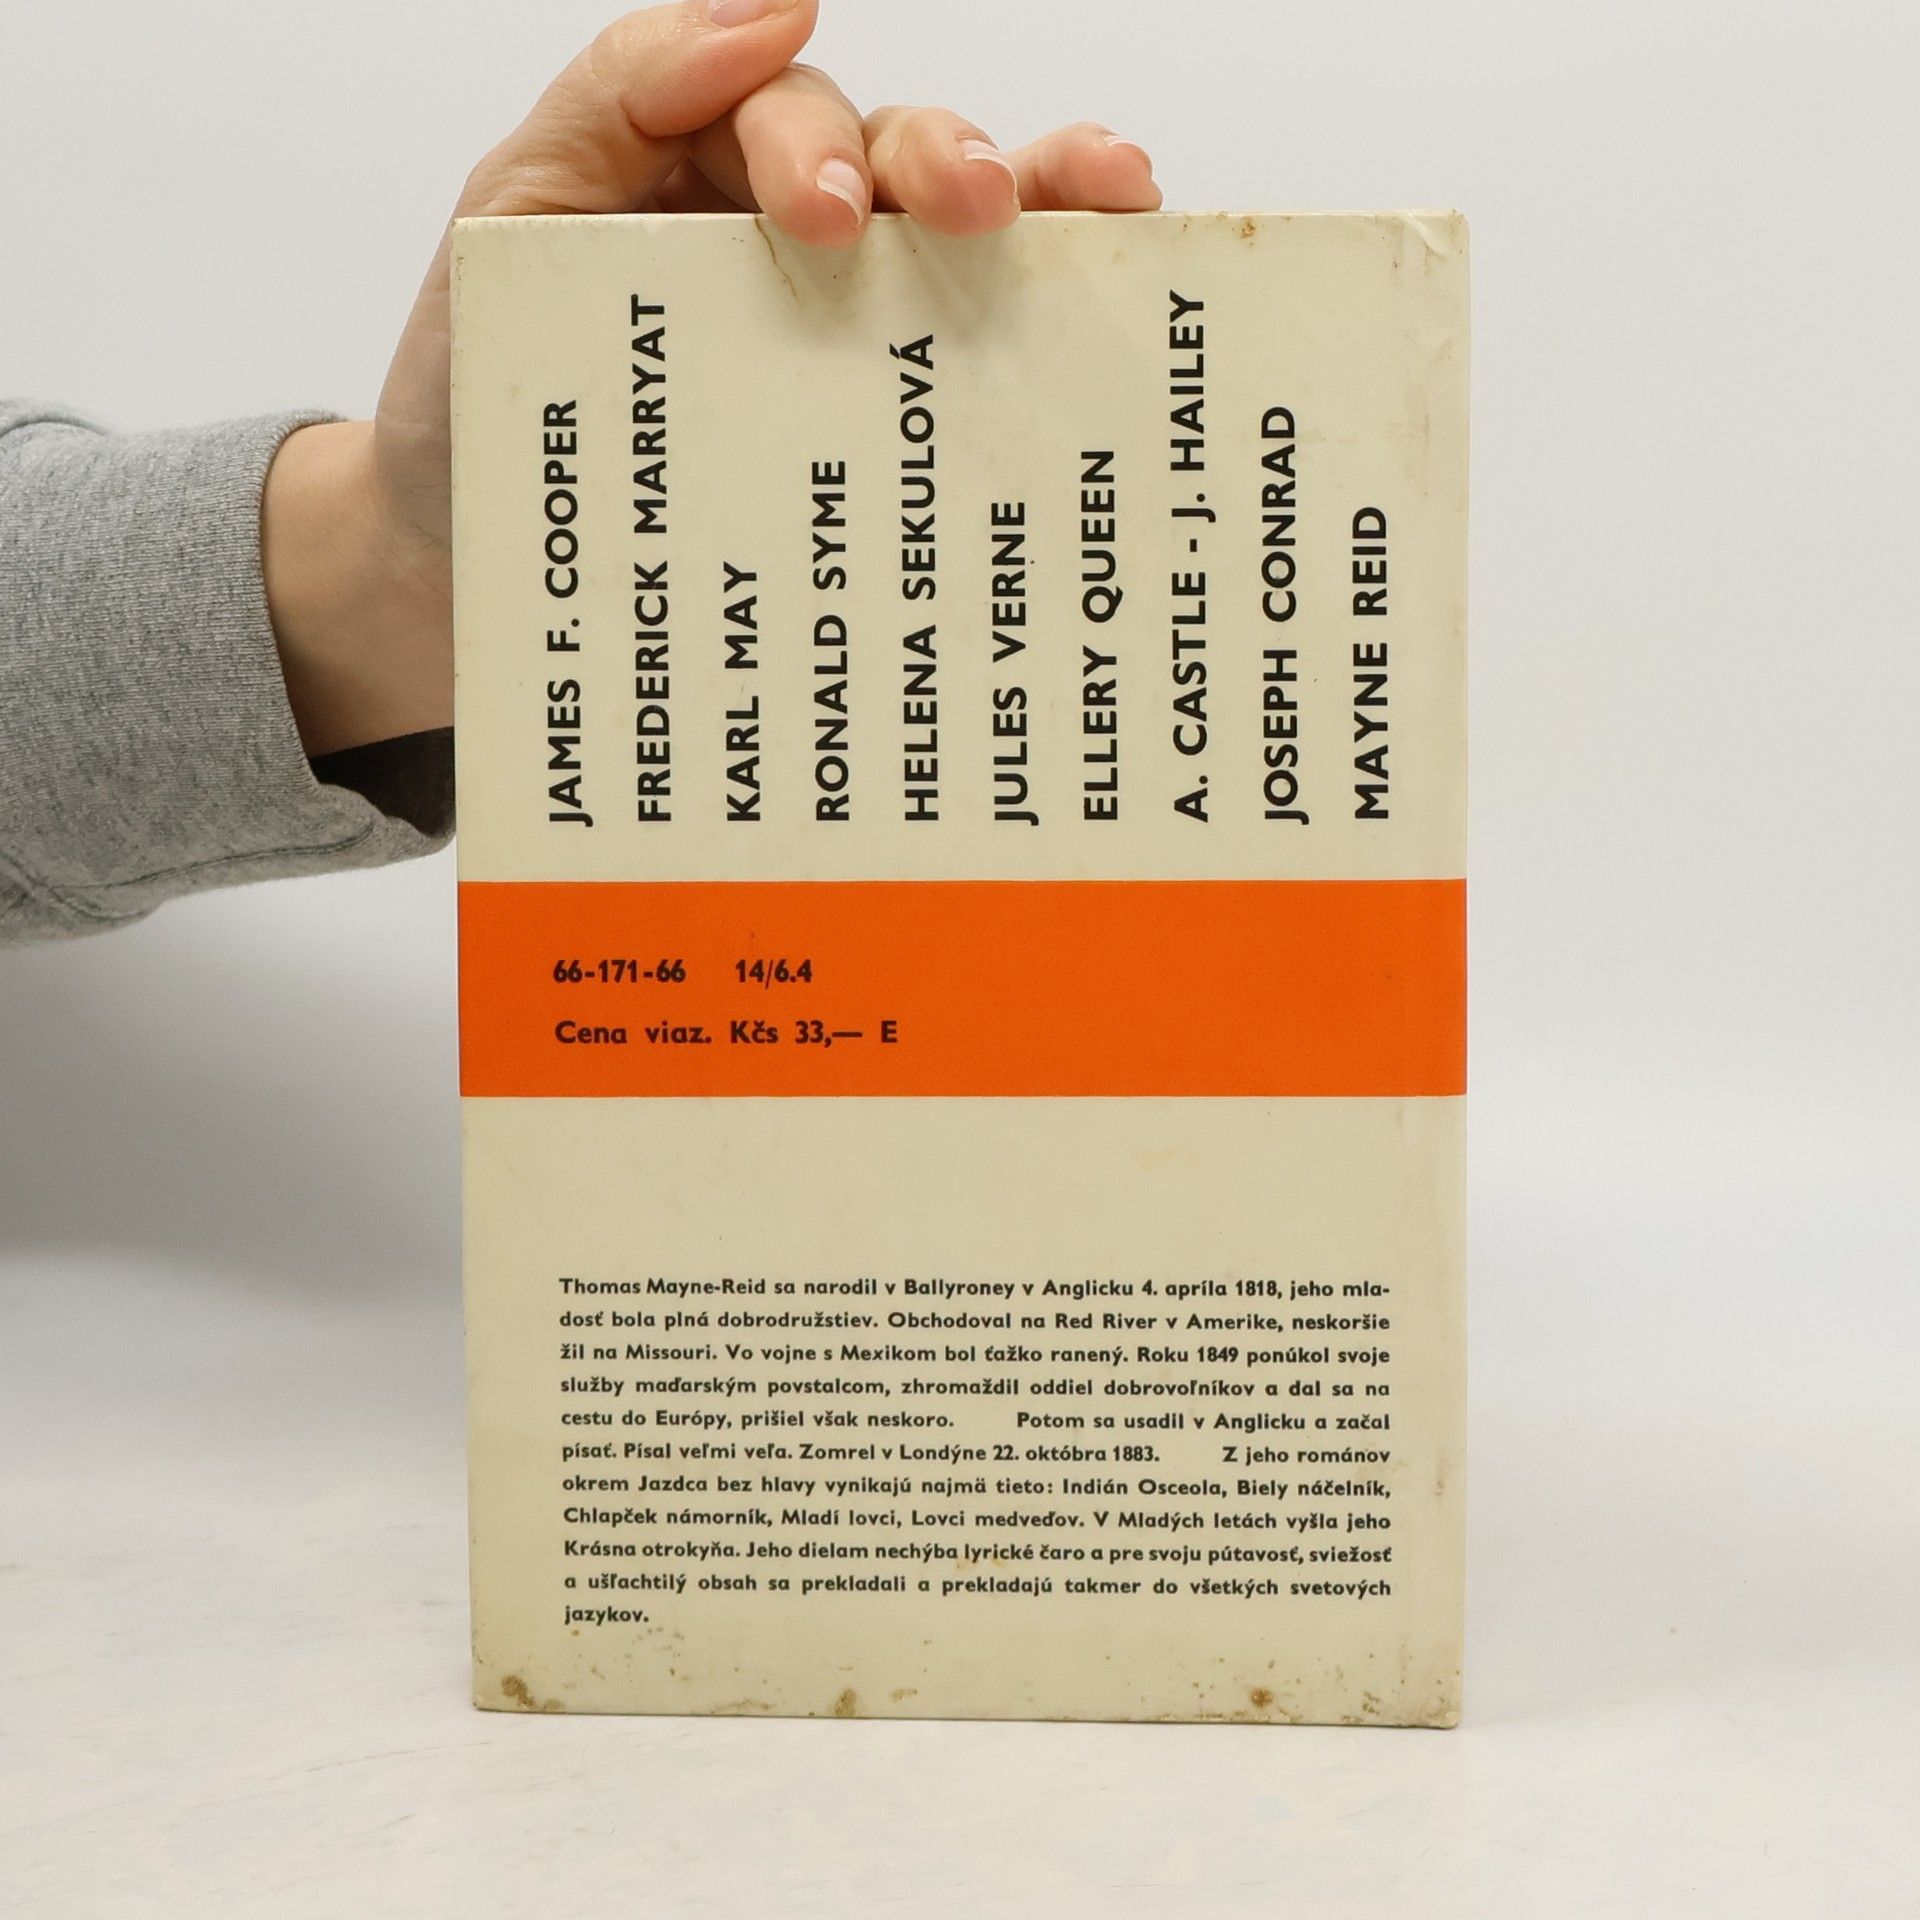 JAMES F. COOPER
FREDERICK MARRYAT
KARL MAY
RONALD SYME
HELENA SEKULOVÁ
JULES VERNE
ELLERY QUEEN
A. CASTLE - J. HAILEY
JOSEPH CONRAD
MAYNE REID
66-171-66 14/6.4
Cena viaz. Kčs 33,— E
Thomas Mayne-Reid sa narodil v Ballyroney v Anglicku 4. apríla 1818, jeho mla-
dosť bola plná dobrodružstiev. Obchodoval na Red River v Amerike, neskoršie
žil na Missouri. Vo vojne s Mexikom bol ťažko ranený. Roku 1849 ponúkol svoje
služby maďarským povstalcom, zhromaždil oddiel dobrovoľníkov a dal sa na
cestu do Európy, prišiel však neskoro. Potom sa usadil v Anglicku a začal
písať. Písal veľmi veľa. Zomrel v Londýne 22. októbra 1883. Z jeho románov
okrem Jazdca bez hlavy vynikajú najmä tieto: Indián Osceola, Biely náčelník,
Chlapček námorník, Mladí lovci, Lovci medveďov. V Mladých letách vyšla jeho
Krásna otrokyňa. Jeho dielam nechýba lyrické čaro a pre svoju pútavosť, sviežosť
a ušľachtilý obsah sa prekladali a prekladajú takmer do všetkých svetových
jazykov.